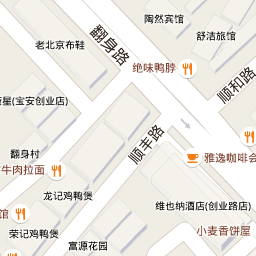 陶然宾馆
舒洁旅馆
翻身路
老北京布鞋
绝味鸭脖
顺和路
星(宝安创业店)
顺丰路
翻身村
牛肉拉面
雅逸咖啡会
龙记鸡鸭煲
维也纳酒店(创业路店)
馆
荣记鸡鸭煲
小麦香饼屋
富源花园